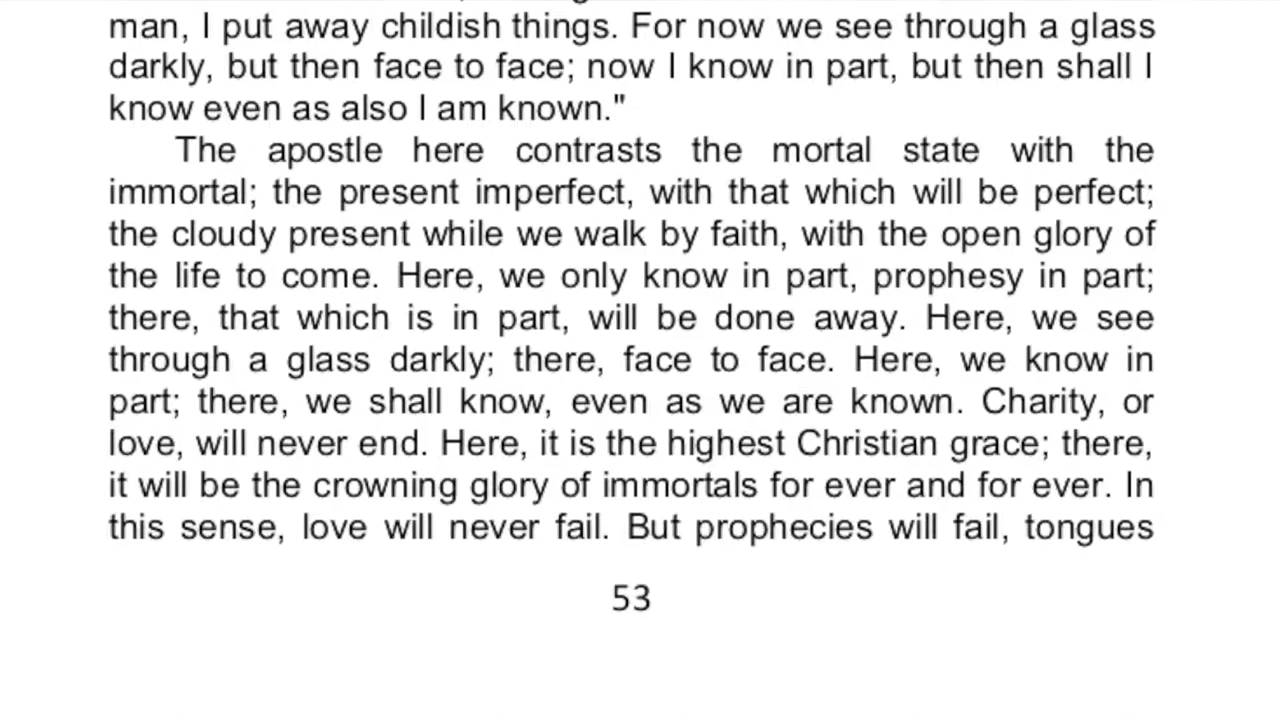 man, I put away childish things. For now we see through a glass
darkly, but then face to face; now I know in part, but then shall I
know even as also I am known."
The apostle here contrasts the mortal state with the
immortal; the present imperfect, with that which will be perfect;
the cloudy present while we walk by faith, with the open glory of
the life to come. Here, we only know in part, prophesy in part;
there, that which is in part, will be done away. Here, we see
through a glass darkly; there, face to face. Here, we know in
part; there, we shall know, even as we are known. Charity, or
love, will never end. Here, it is the highest Christian grace; there,
it will be the crowning glory of immortals for ever and for ever. In
this sense, love will never fail. But prophecies will fail, tongues
53